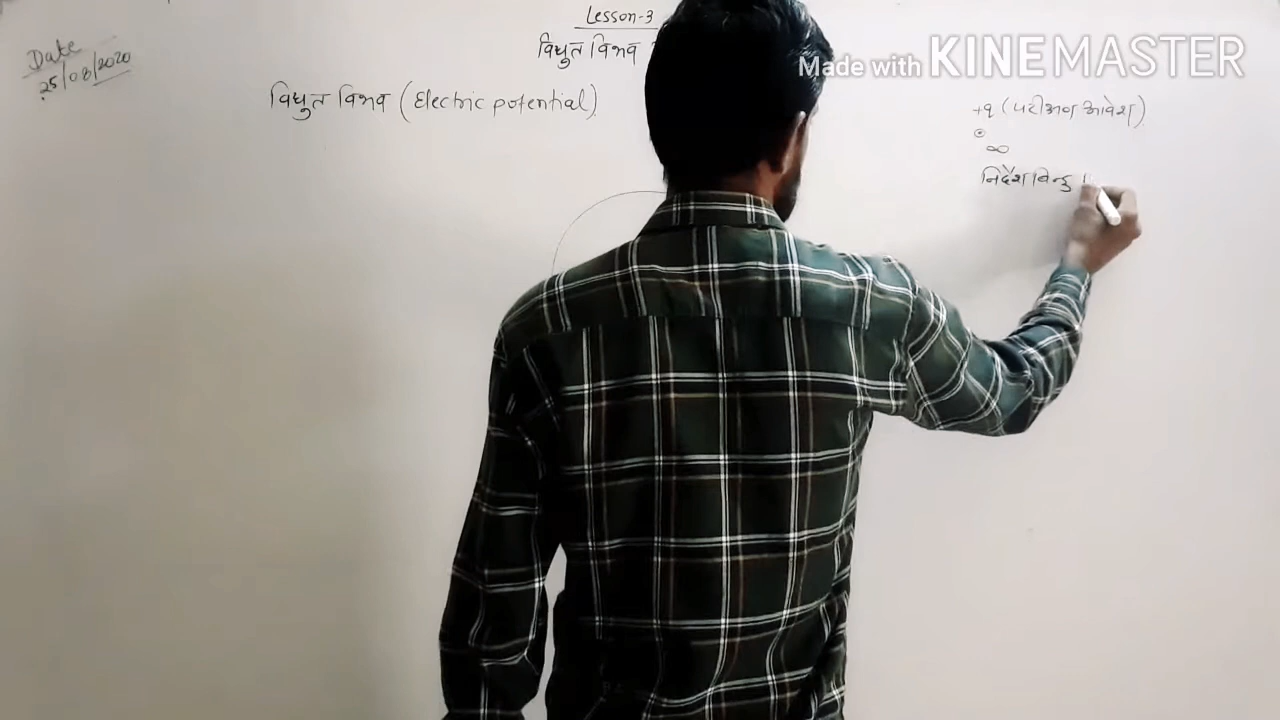 Lesson-3
विधुत विभव
Made with KINEMASTER
Date
25/08/2020
विधुत विभव (Electric potential)
+q (परीक्षण आवेश)
∞
निर्देश बिन्दु